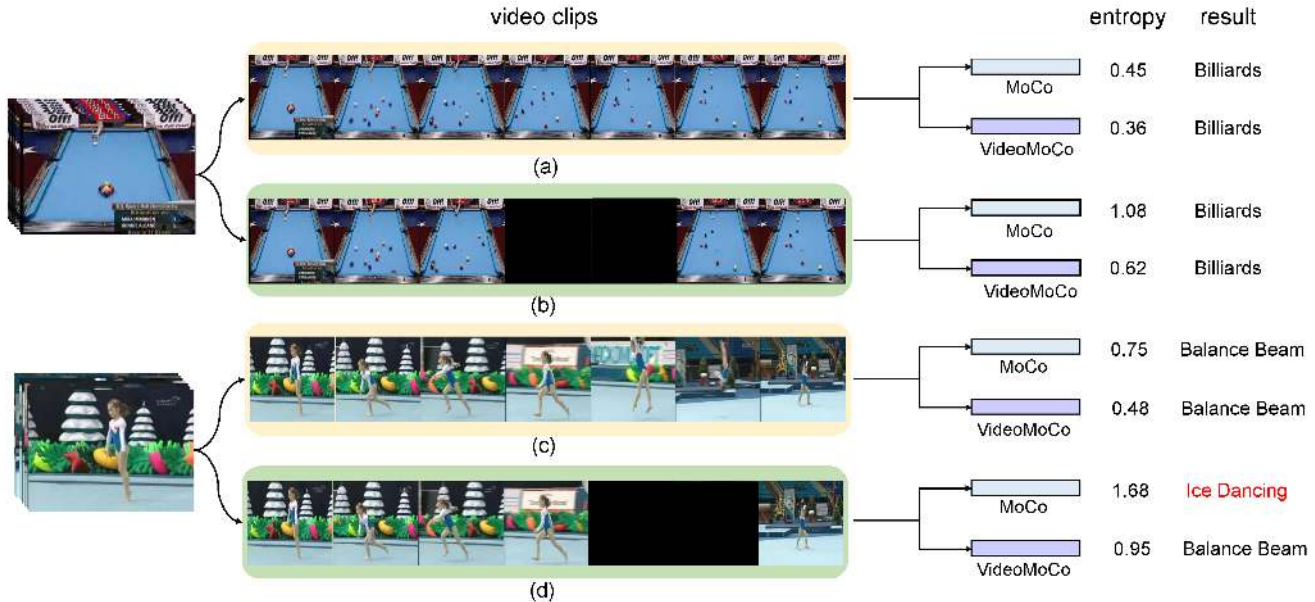 video clips entropy result
MoCo 0.45 Billiards
VideoMoCo 0.36 Billiards
(a)
MoCo 1.08 Billiards
VideoMoCo 0.62 Billiards
(b)
MoCo 0.75 Balance Beam
VideoMoCo 0.48 Balance Beam
(c)
MoCo 1.68 Ice Dancing
VideoMoCo 0.95 Balance Beam
(d)